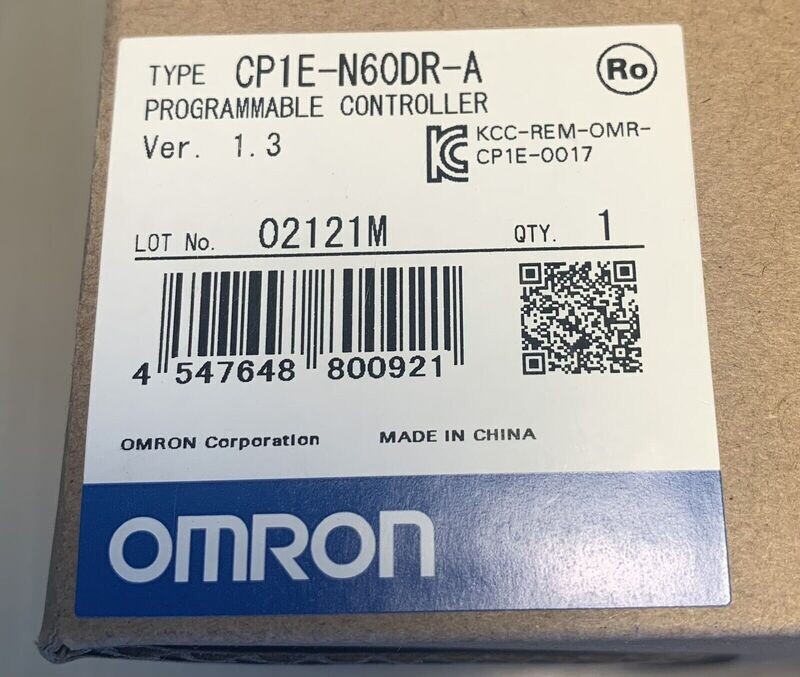 TYPE CP1E-N60DR-A
Ro
PROGRAMMABLE CONTROLLER
Ver. 1.3
KCC-REM-OMR-
CP1E-0017
LOT No. 02121M QTY. 1
4 547648 800921
OMRON Corporation MADE IN CHINA
OMRON